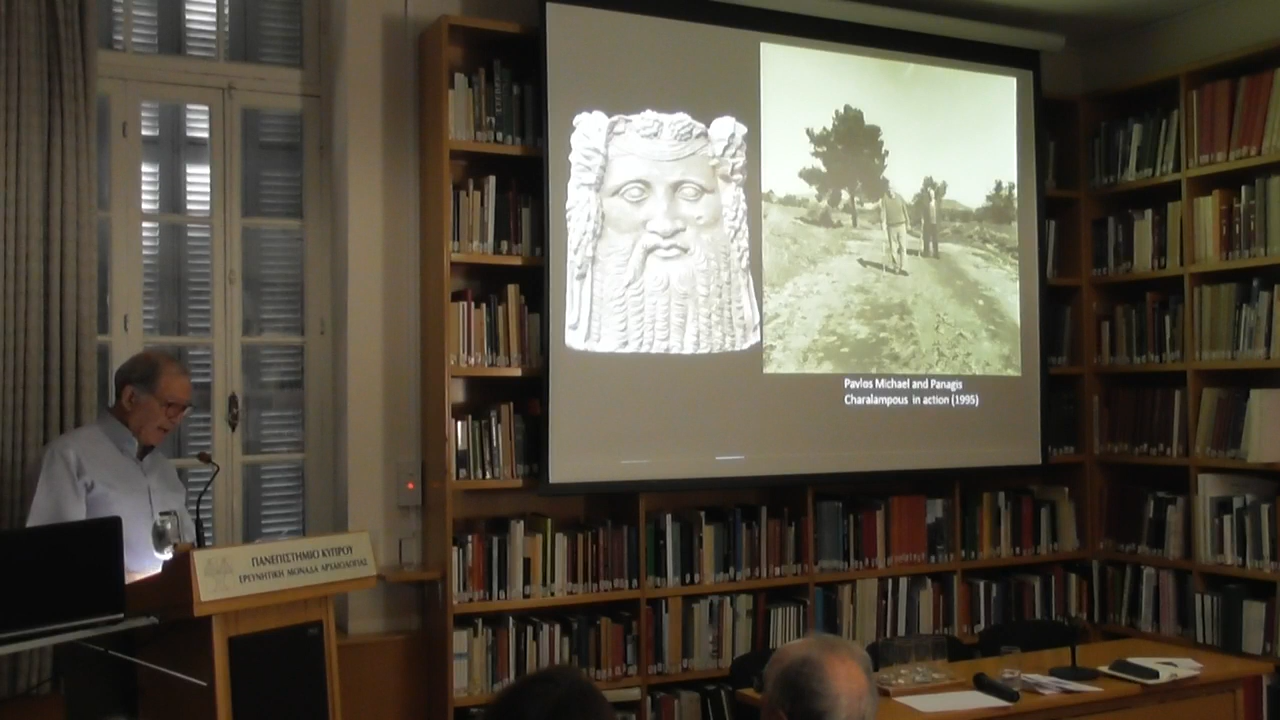 Pavlos Michael and Panagis
Charalampous in action (1995)
ΠΑΝΕΠΙΣΤΗΜΙΟ ΚΥΠΡΟΥ
ΕΡΕΥΝΗΤΙΚΗ ΜΟΝΑΔΑ ΑΡΧΑΙΟΛΟΓΙΑΣ